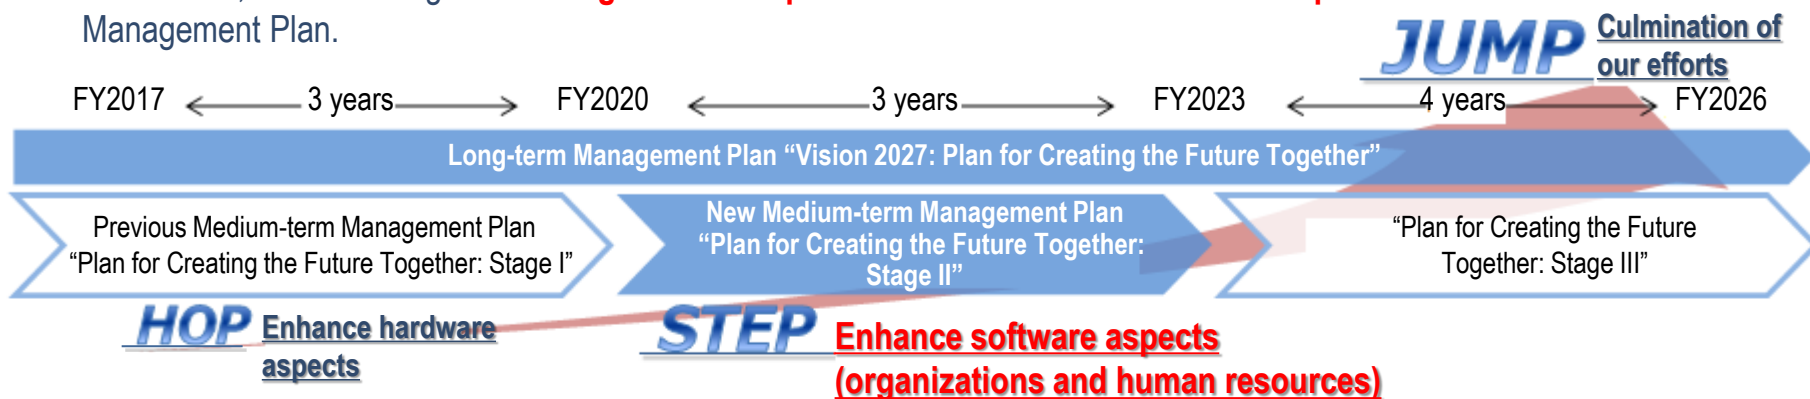 Management Plan.
JUMP Culmination of
our efforts
FY2017 3 years FY2020 3 years FY2023 4 years FY2026
Long-term Management Plan “Vision 2027: Plan for Creating the Future Together”
Previous Medium-term Management Plan
“Plan for Creating the Future Together: Stage I”
New Medium-term Management Plan
“Plan for Creating the Future Together:
Stage II”
“Plan for Creating the Future
Together: Stage III”
HOP Enhance hardware
aspects
STEP Enhance software aspects
(organizations and human resources)